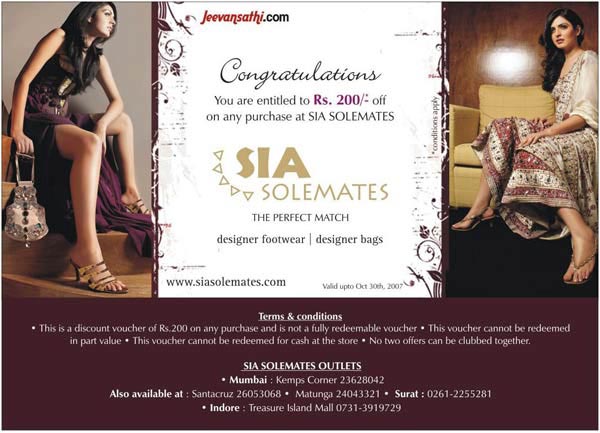 Jeevansathi.com
Congratulations
You are entitled to Rs. 200/-* off
on any purchase at SIA SOLEMATES
*conditions apply
SIA
SOLEMATES
THE PERFECT MATCH
designer footwear | designer bags
www.siasolemates.com
Valid upto Oct 30th, 2007
Terms & conditions
• This is a discount voucher of Rs.200 on any purchase and is not a fully redeemable voucher • This voucher cannot be redeemed
in part value • This voucher cannot be redeemed for cash at the store • No two offers can be clubbed together.
SIA SOLEMATES OUTLETS
• Mumbai : Kemps Corner 23628042
Also available at : Santacruz 26053068 • Matunga 24043321 • Surat : 0261-2255281
• Indore : Treasure Island Mall 0731-3919729